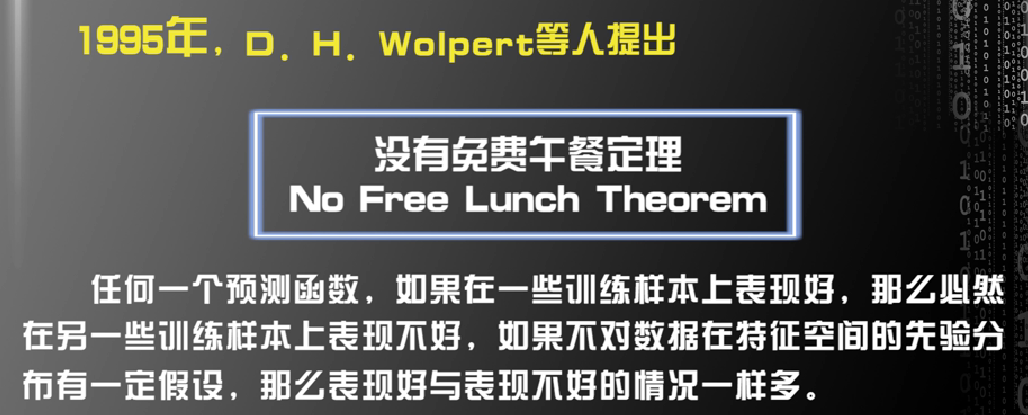 1995年，D．H．Wolpert等人提出
没有免费午餐定理
No Free Lunch Theorem
任何一个预测函数，如果在一些训练样本上表现好，那么必然
在另一些训练样本上表现不好，如果不对数据在特征空间的先验分
布有一定假设，那么表现好与表现不好的情况一样多。